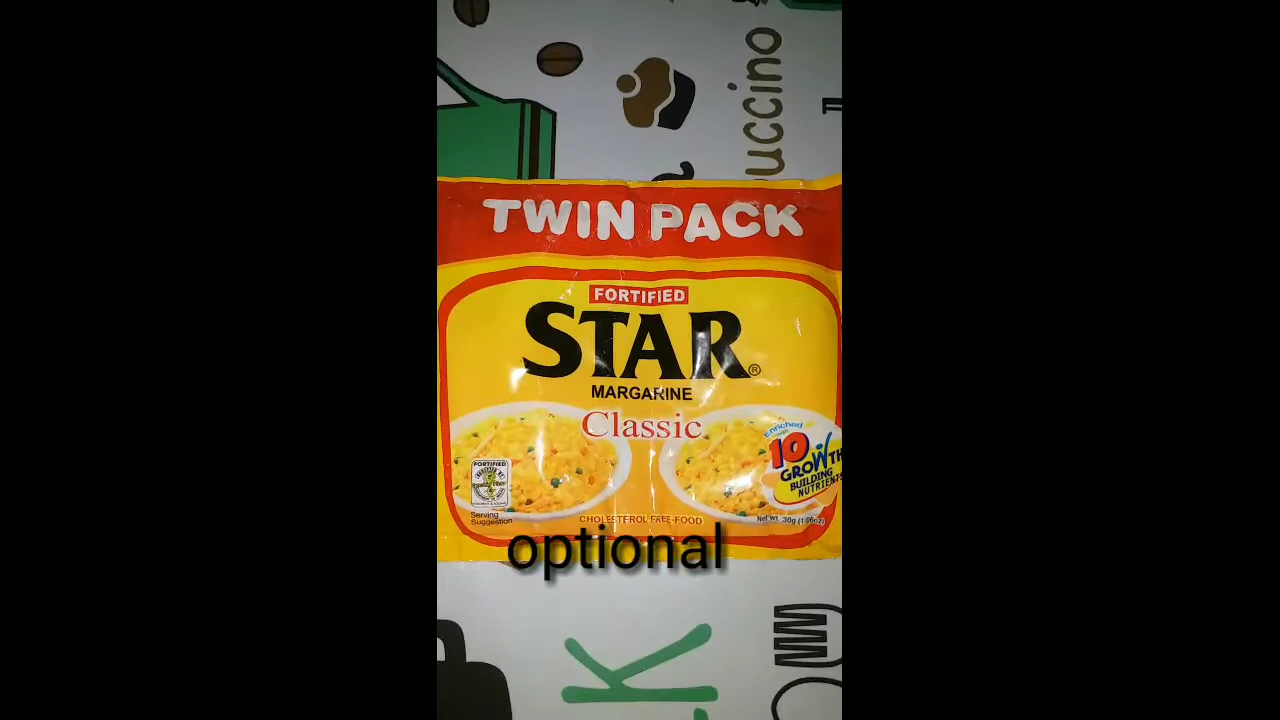 uccino
TWIN PACK
FORTIFIED
STAR®
MARGARINE
Classic
Enriched
10
GROWTH
BUILDING
NUTRIENTS
FORTIFIED
Serving
Suggestion
CHOLESTEROL FREE-FOOD
Net wt. 30g (1.06oz)
optional
K